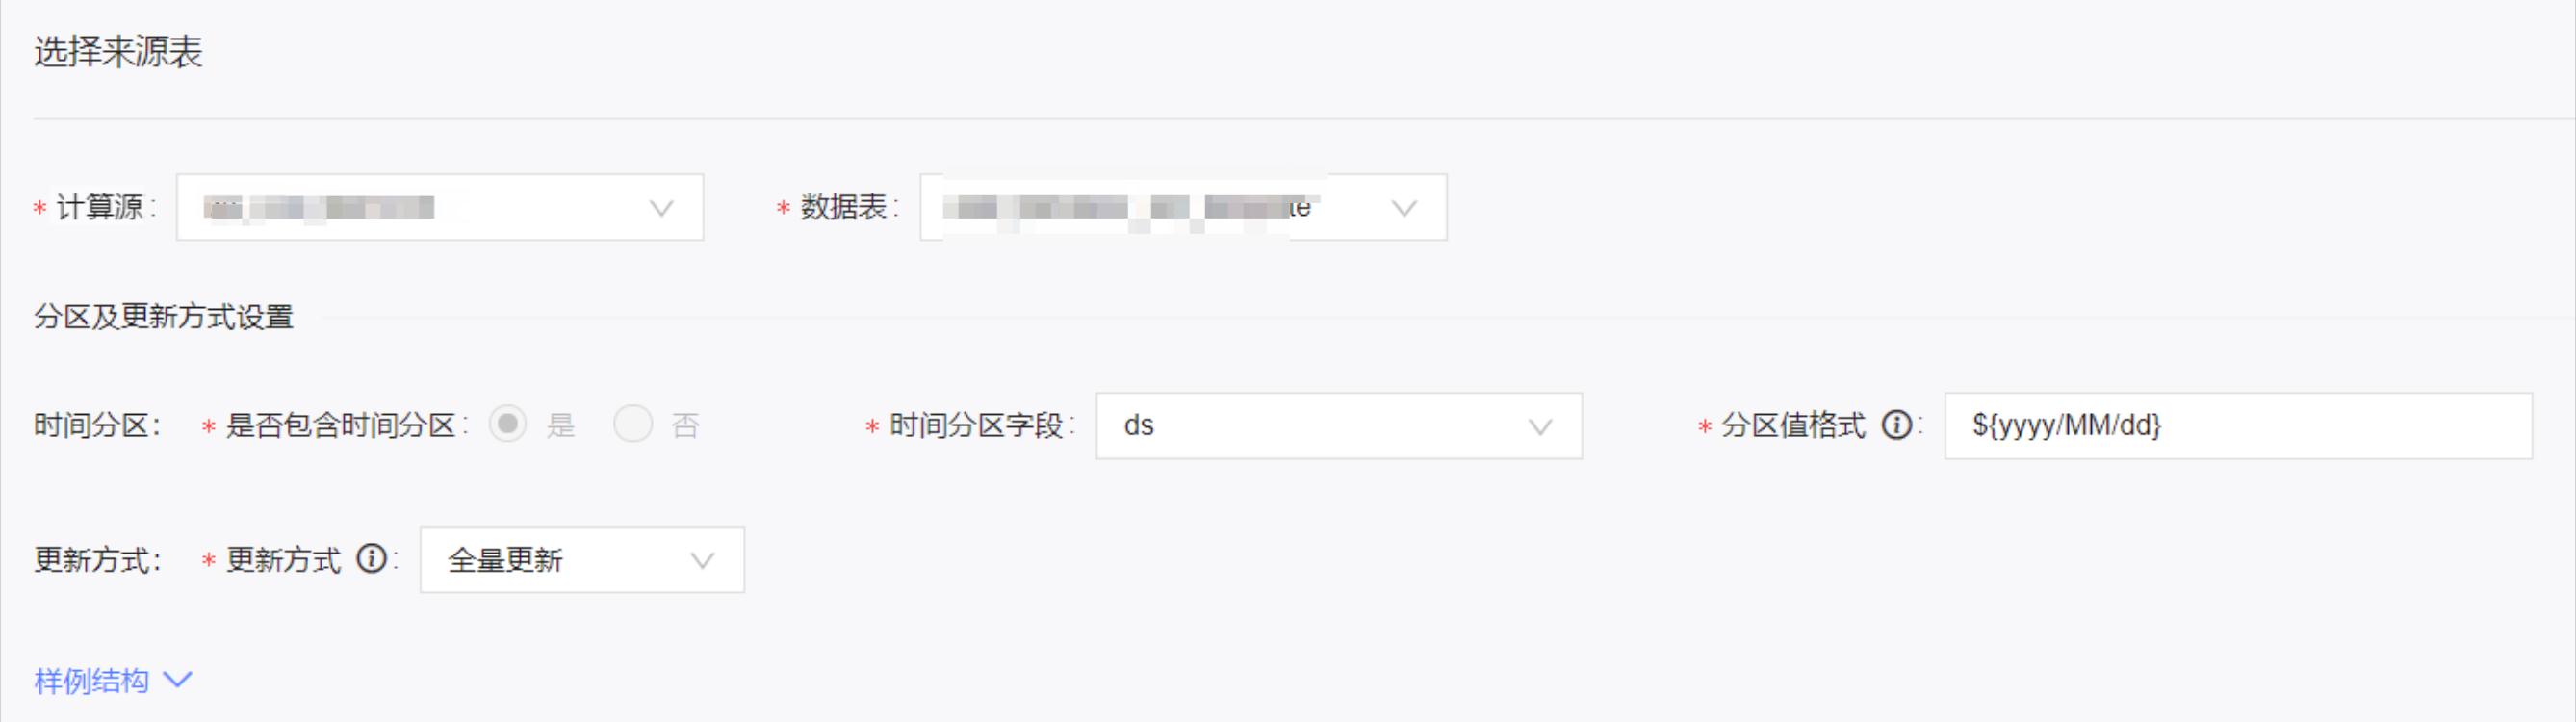 选择来源表
* 计算源: * 数据表: te
分区及更新方式设置
时间分区: * 是否包含时间分区: 是 否 * 时间分区字段: ds * 分区值格式 : ${yyyy/MM/dd}
更新方式: * 更新方式 : 全量更新
样例结构